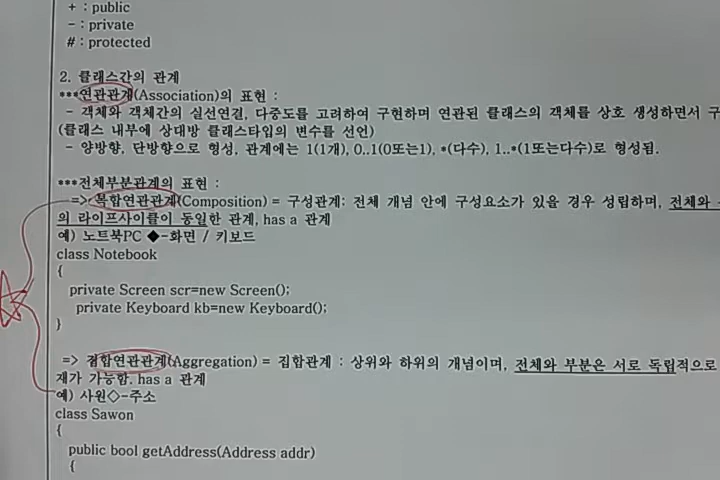 + : public
- : private
# : protected
2. 클래스간의 관계
***연관관계(Association)의 표현 :
- 객체와 객체간의 실선연결, 다중도를 고려하여 구현하며 연관된 클래스의 객체를 상호 생성하면서 구
(클래스 내부에 상대방 클래스타입의 변수를 선언)
- 양방향, 단방향으로 형성, 관계에는 1(1개), 0..1(0또는1), *(다수), 1..*(1또는다수)로 형성됨.
***전체부분관계의 표현 :
=> 복합연관관계(Composition) = 구성관계: 전체 개념 안에 구성요소가 있을 경우 성립하며, 전체와
의 라이프사이클이 동일한 관계, has a 관계
예) 노트북PC ◆-화면 / 키보드
class Notebook
{
private Screen scr=new Screen();
private Keyboard kb=new Keyboard();
}
=> 집합연관관계(Aggregation) = 집합관계 : 상위와 하위의 개념이며, 전체와 부분은 서로 독립적으로
재가 가능함. has a 관계
예) 사원◇-주소
class Sawon
{
public bool getAddress(Address addr)
{